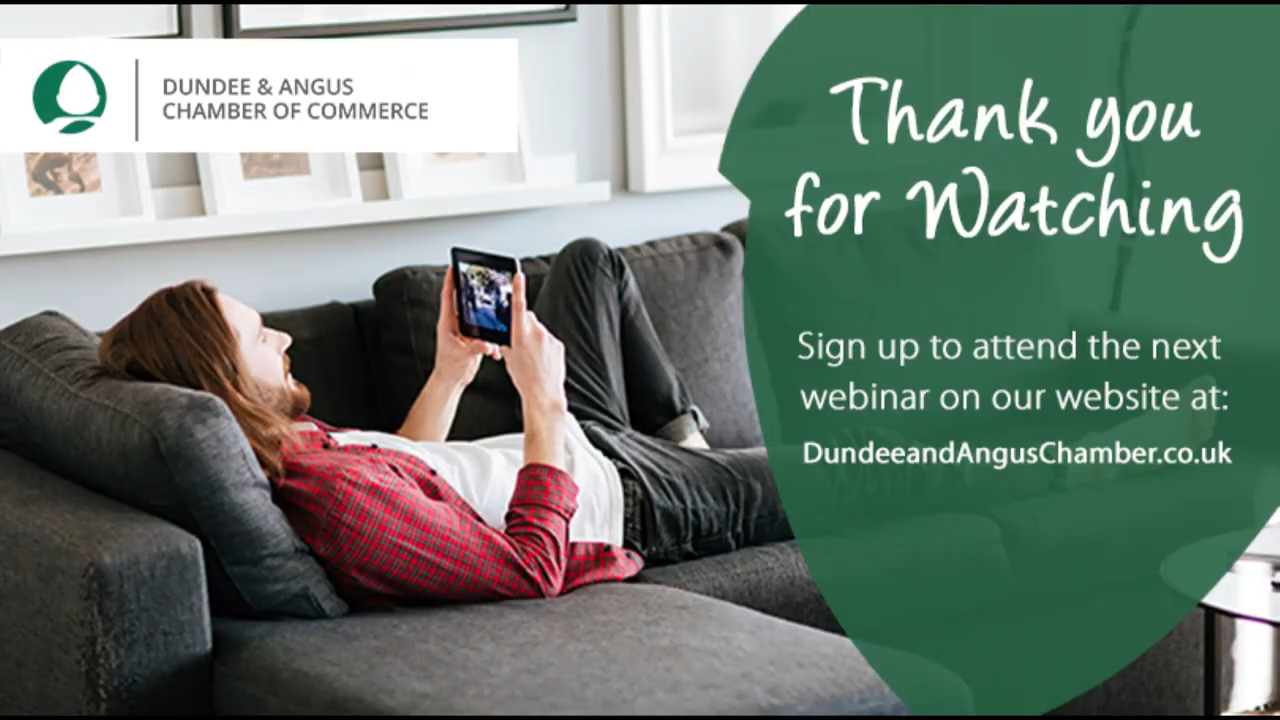 DUNDEE & ANGUS
CHAMBER OF COMMERCE
Thank you
for Watching
Sign up to attend the next
webinar on our website at:
DundeeandAngusChamber.co.uk